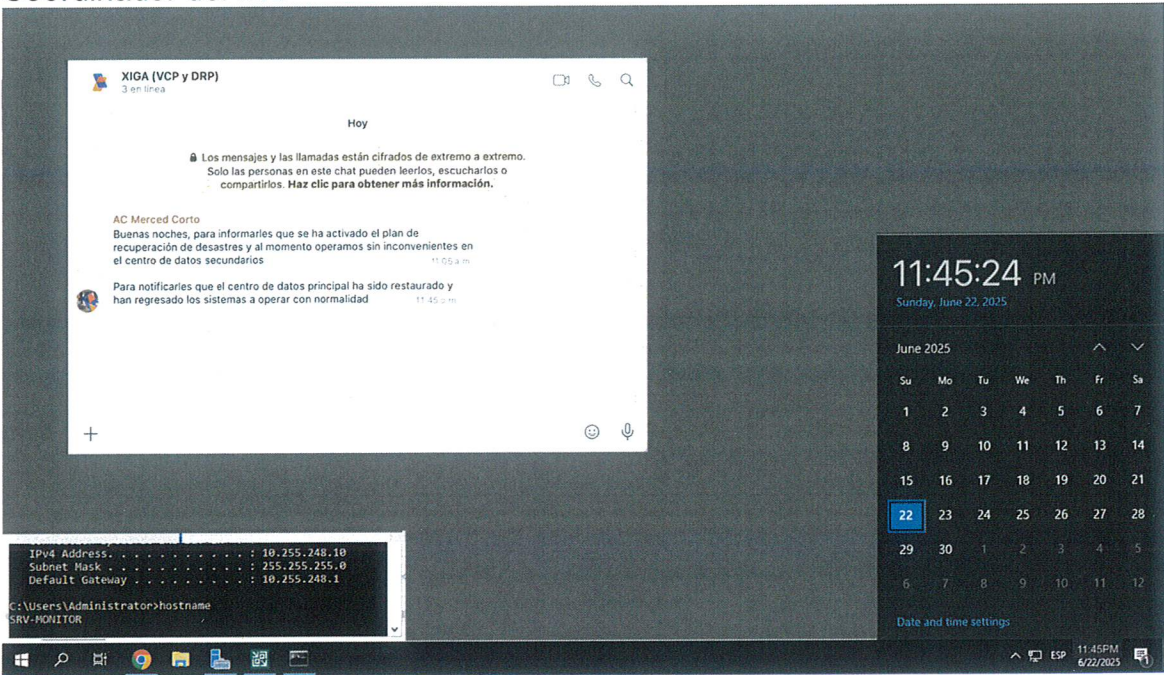 XIGA (VCP y DRP)
3 en línea
Hoy
Los mensajes y las llamadas están cifrados de extremo a extremo.
Solo las personas en este chat pueden leerlos, escucharlos o
compartirlos. Haz clic para obtener más información.
AC Merced Corto
Buenas noches, para informarles que se ha activado el plan de
recuperación de desastres y al momento operamos sin inconvenientes en
el centro de datos secundarios
Para notificarles que el centro de datos principal ha sido restaurado y
han regresado los sistemas a operar con normalidad
11:45:24 PM
Sunday, June 22, 2025
June 2025
Su Mo Tu We Th Fr Sa
1 2 3 4 5 6 7
8 9 10 11 12 13 14
15 16 17 18 19 20 21
22 23 24 25 26 27 28
29 30 1 2 3 4 5
6 7 8 9 10 11 12
Date and time settings
IPv4 Address. . . . . . . . . . . : 10.255.248.10
Subnet Mask . . . . . . . . . . . : 255.255.255.0
Default Gateway . . . . . . . . . : 10.255.248.1
C:\Users\Administrator>hostname
SRV-MONITOR
ESP
11:45PM
6/22/2025
1